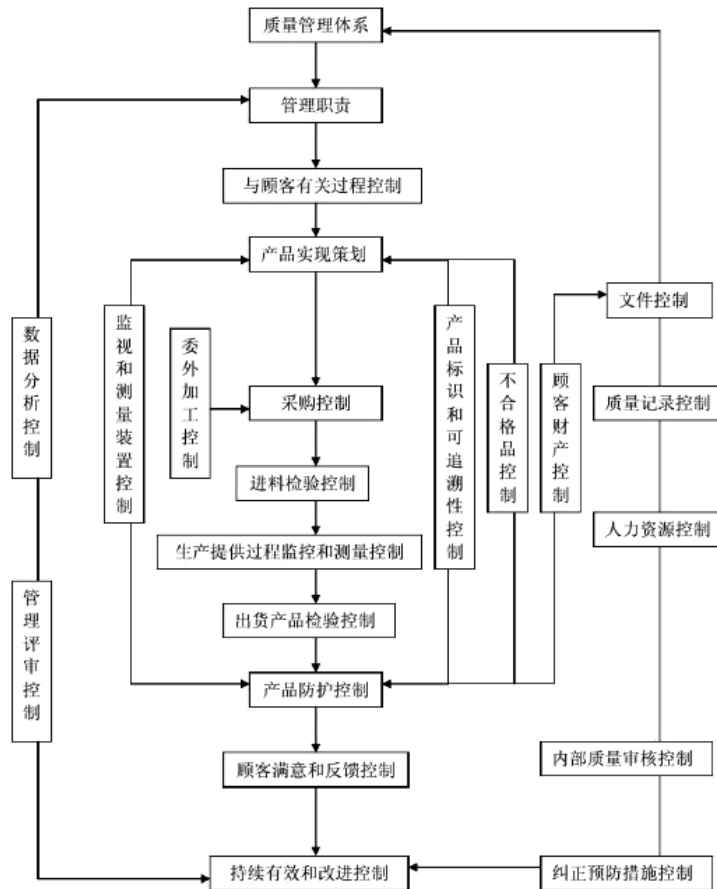 质量管理体系
管理职责
与顾客有关过程控制
产品实现策划
文件控制
数据分析控制
监视和测量装置控制
委外加工控制
产品标识和可追溯性控制
不合格品控制
顾客财产控制
采购控制
质量记录控制
进料检验控制
人力资源控制
生产提供过程监控和测量控制
管理评审控制
出货产品检验控制
产品防护控制
顾客满意和反馈控制
内部质量审核控制
持续有效和改进控制
纠正预防措施控制